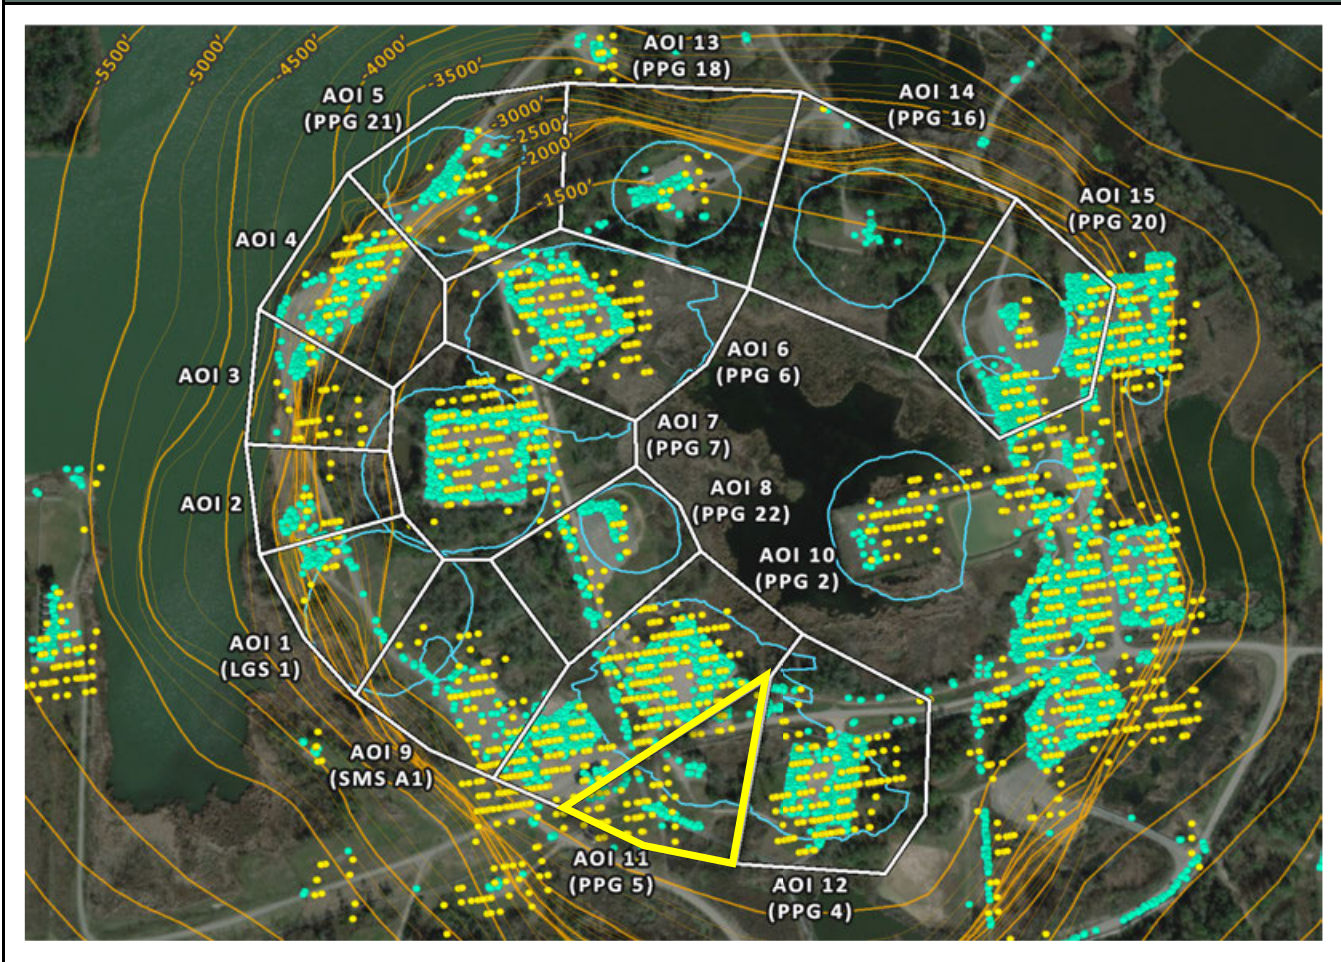 -5500'
-5000'
-4500'
-4000'
-3500'
-3000'
-2500'
-2000'
-1500'
AOI 13
(PPG 18)
AOI 5
(PPG 21)
AOI 14
(PPG 16)
AOI 15
(PPG 20)
AOI 4
AOI 3
AOI 6
(PPG 6)
AOI 7
(PPG 7)
AOI 2
AOI 8
(PPG 22)
AOI 10
(PPG 2)
AOI 1
(LGS 1)
AOI 9
(SMS A1)
AOI 11
(PPG 5)
AOI 12
(PPG 4)